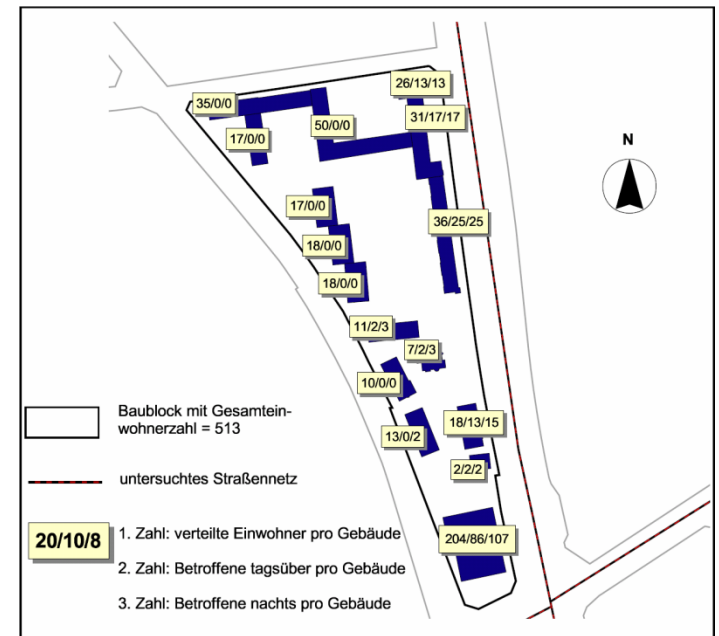 26/13/13
35/0/0
31/17/17
50/0/0
17/0/0
N
17/0/0
36/25/25
18/0/0
18/0/0
11/2/3
7/2/3
10/0/0
18/13/15
13/0/2
2/2/2
204/86/107
Baublock mit Gesamtein-
wohnerzahl = 513
untersuchtes Straßennetz
20/10/8
1. Zahl: verteilte Einwohner pro Gebäude
2. Zahl: Betroffene tagsüber pro Gebäude
3. Zahl: Betroffene nachts pro Gebäude